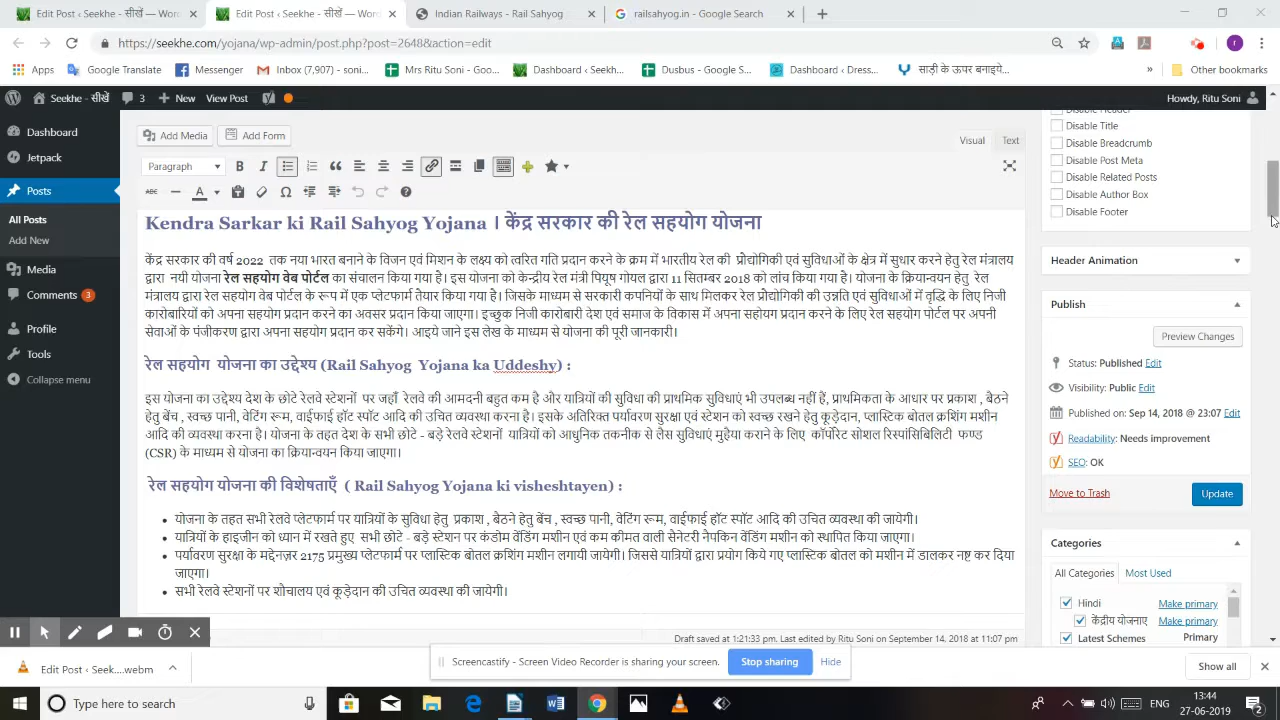 Edit Post ‹ Seekhe - सीखें — Wor
Edit Post ‹ Seekhe - सीखें — Wor
Indian Railways - Rail Sahyog
railsahyog.in - Google Search
https://seekhe.com/yojana/wp-admin/post.php?post=2648&action=edit
Apps
Google Translate
Messenger
Inbox (7,907) - soni...
Mrs Ritu Soni - Goo...
Dashboard ‹ Seekh...
Dusbus - Google S...
Dashboard ‹ Dress...
साड़ी के ऊपर बनाइपे...
»
Other bookmarks
Seekhe - सीखें
3
New
View Post
Howdy, Ritu Soni
Dashboard
Jetpack
Posts
All Posts
Add New
Media
Comments 3
Profile
Tools
Collapse menu
Add Media
Add Form
Visual
Text
Paragraph
Kendra Sarkar ki Rail Sahyog Yojana । केंद्र सरकार की रेल सहयोग योजना
केंद्र सरकार की वर्ष 2022 तक नया भारत बनाने के विजन एवं मिशन के लक्ष्य को त्वरित गति प्रदान करने के क्रम में भारतीय रेल की प्रौद्योगिकी एवं सुविधाओं के क्षेत्र में सुधार करने हेतु रेल मंत्रालय
द्वारा नयी योजना रेल सहयोग वेब पोर्टल का संचालन किया गया है। इस योजना को केन्द्रीय रेल मंत्री पियूष गोयल द्वारा 11 सितम्बर 2018 को लांच किया गया है। योजना के क्रियान्वयन हेतु रेल
मंत्रालय द्वारा रेल सहयोग वेब पोर्टल के रूप में एक प्लेटफार्म तैयार किया गया है। जिसके माध्यम से सरकारी कंपनियों के साथ मिलकर रेल प्रौद्योगिकी की उन्नति एवं सुविधाओं में वृद्धि के लिए निजी
कारोबारियों को अपना सहयोग प्रदान करने का अवसर प्रदान किया जाएगा। इच्छुक निजी कारोबारी देश एवं समाज के विकास में अपना सहोयग प्रदान करने के लिए रेल सहयोग पोर्टल पर अपनी
सेवाओं के पंजीकरण द्वारा अपना सहयोग प्रदान कर सकेंगे। आइये जाने इस लेख के माध्यम से योजना की पूरी जानकारी।
रेल सहयोग योजना का उद्देश्य (Rail Sahyog Yojana ka Uddeshy) :
इस योजना का उद्देश्य देश के छोटे रेलवे स्टेशनों पर जहाँ रेलवे की आमदनी बहुत कम है और यात्रियों की सुविधा की प्राथमिक सुविधाएं भी उपलब्ध नहीं हैं, प्राथमिकता के आधार पर प्रकाश , बैठने
हेतु बेंच , स्वच्छ पानी, वेटिंग रूम, वाईफाई हॉट स्पॉट आदि की उचित व्यवस्था करना है। इसके अतिरिक्त पर्यावरण सुरक्षा एवं स्टेशन को स्वच्छ रखने हेतु कूड़ेदान, प्लास्टिक बोतल क्रशिंग मशीन
आदि की व्यवस्था करना है। योजना के तहत देश के सभी छोटे - बड़े रेलवे स्टेशनों यात्रियों को आधुनिक तकनीक से लैस सुविधाएं मुहैया कराने के लिए कॉर्पोरेट सोशल रिस्पांसिबिलिटी फण्ड
(CSR) के माध्यम से योजना का क्रियान्वयन किया जाएगा।
रेल सहयोग योजना की विशेषताएँ ( Rail Sahyog Yojana ki visheshtayen) :
योजना के तहत सभी रेलवे प्लेटफार्म पर यात्रियों के सुविधा हेतु प्रकाश , बैठने हेतु बेंच , स्वच्छ पानी, वेटिंग रूम, वाईफाई हॉट स्पॉट आदि की उचित व्यवस्था की जायेगी।
यात्रियों के हाइजीन को ध्यान में रखते हुए सभी छोटे - बड़े स्टेशन पर कंडोम वेंडिंग मशीन एवं कम कीमत वाली सेनेटरी नैपकिन वेंडिंग मशीन को स्थापित किया जाएगा।
पर्यावरण सुरक्षा के मद्देनज़र 2175 प्रमुख्य प्लेटफार्म पर प्लास्टिक बोतल क्रशिंग मशीन लगायी जायेगी। जिससे यात्रियों द्वारा प्रयोग किये गए प्लास्टिक बोतल को मशीन में डालकर नष्ट कर दिया
जाएगा।
सभी रेलवे स्टेशनों पर शौचालय एवं कूड़ेदान की उचित व्यवस्था की जायेगी।
Draft saved at 1:21:33 pm. Last edited by Ritu Soni on September 14, 2018 at 11:07 pm
Disable Header
Disable Title
Disable Breadcrumb
Disable Post Meta
Disable Related Posts
Disable Author Box
Disable Footer
Header Animation
Publish
Preview Changes
Status: Published Edit
Visibility: Public Edit
Published on: Sep 14, 2018 @ 23:07 Edit
Readability: Needs improvement
SEO: OK
Move to Trash
Update
Categories
All Categories
Most Used
Hindi
Make primary
केंद्रीय योजनाए
Make primary
Latest Schemes
Primary
Screencastify - Screen Video Recorder is sharing your screen.
Stop sharing
Hide
Edit Post ‹ Seek....webm
Show all
Type here to search
ENG
13:44
27-06-2019
2